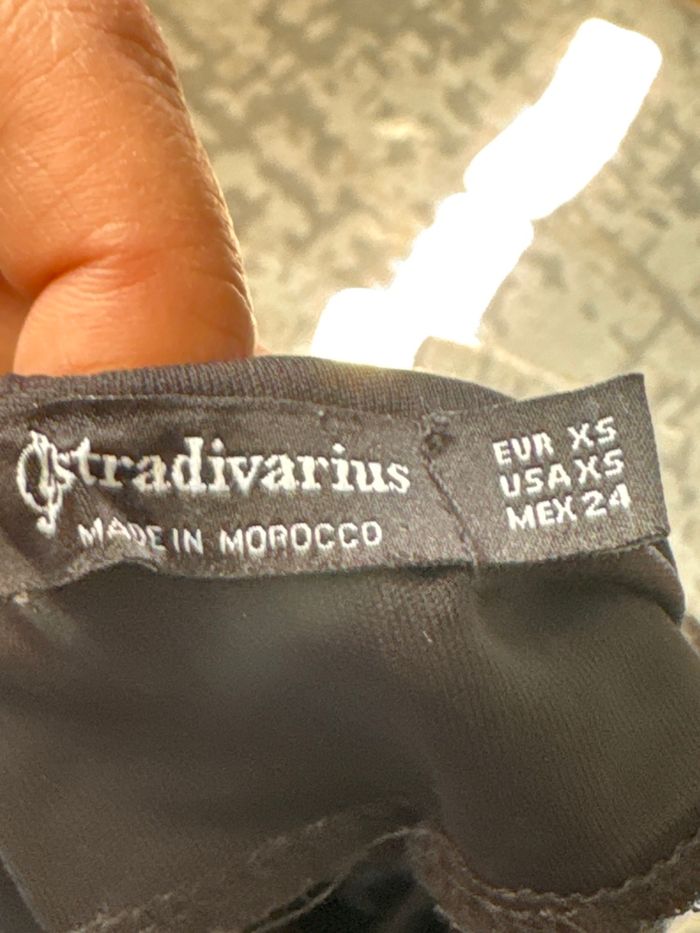 stradivarius
MADE IN MOROCCO
EUR XS
USA XS
MEX 24